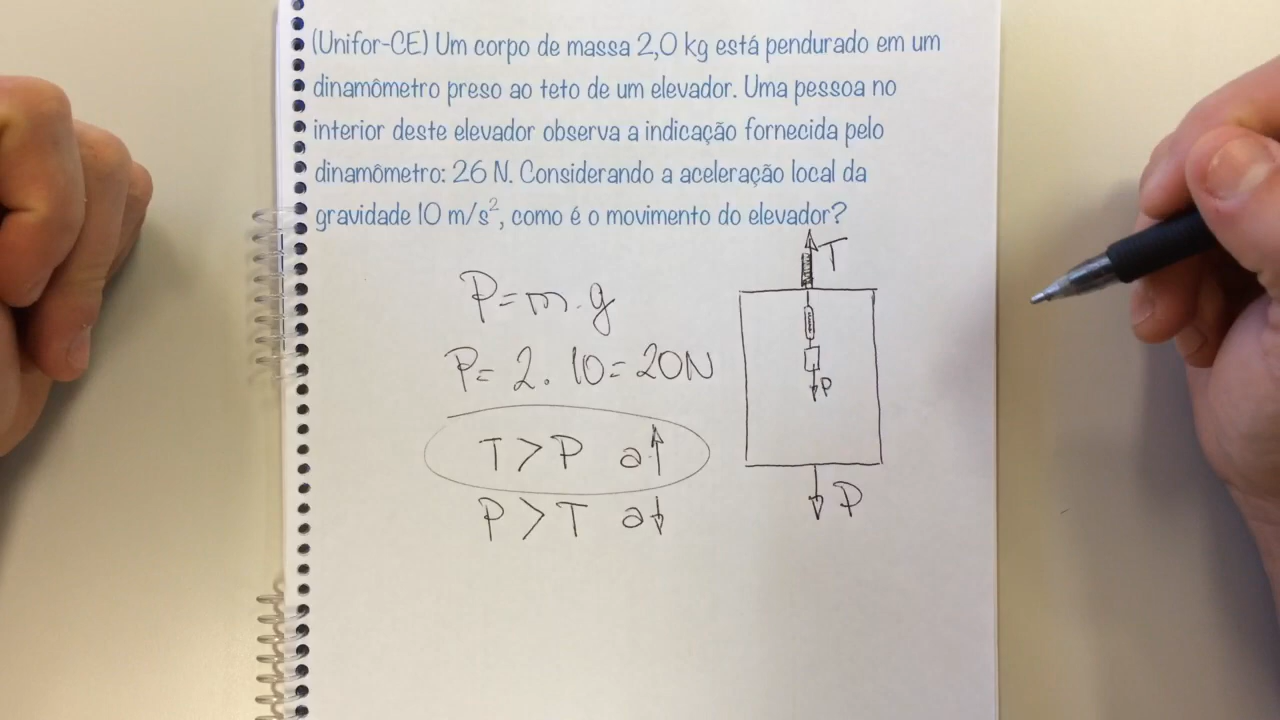 (Unifor-CE) Um corpo de massa 2,0 kg está pendurado em um
dinamômetro preso ao teto de um elevador. Uma pessoa no
interior deste elevador observa a indicação fornecida pelo
dinamômetro: 26 N. Considerando a aceleração local da
gravidade 10 m/s², como é o movimento do elevador?
T
P=m.g
P= 2. 10=20N
P
T>P a↑
P>T a↓
P